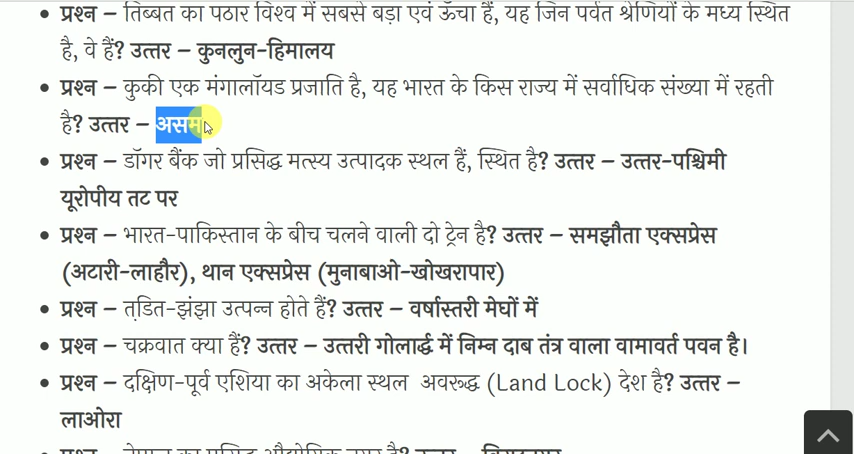 प्रश्न – तिब्बत का पठार विश्व में सबसे बड़ा एवं ऊँचा हैं, यह जिन पर्वत श्रेणियों के मध्य स्थित
है, वे हैं? उत्तर – कुनलुन-हिमालय
प्रश्न – कुकी एक मंगालॉयड प्रजाति है, यह भारत के किस राज्य में सर्वाधिक संख्या में रहती
है? उत्तर – असम
प्रश्न – डॉगर बैंक जो प्रसिद्ध मत्स्य उत्पादक स्थल हैं, स्थित है? उत्तर – उत्तर-पश्चिमी
यूरोपीय तट पर
प्रश्न – भारत-पाकिस्तान के बीच चलने वाली दो ट्रेन है? उत्तर – समझौता एक्सप्रेस
(अटारी-लाहौर), थान एक्सप्रेस (मुनाबाओ-खोखरापार)
प्रश्न – तडि़त-झंझा उत्पन्न होते हैं? उत्तर – वर्षास्तरी मेघों में
प्रश्न – चक्रवात क्या हैं? उत्तर – उत्तरी गोलार्द्ध में निम्न दाब तंत्र वाला वामावर्त पवन है।
प्रश्न – दक्षिण-पूर्व एशिया का अकेला स्थल अवरूद्ध (Land Lock) देश है? उत्तर –
लाओरा